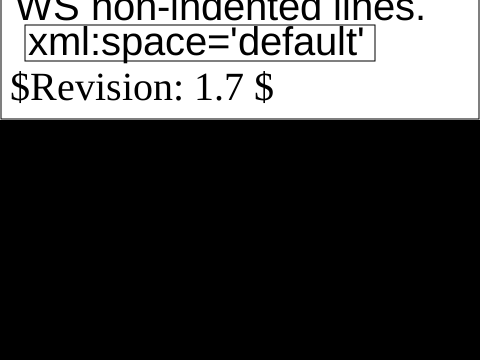 WS non-indented lines.
xml:space='default'
$Revision: 1.7 $